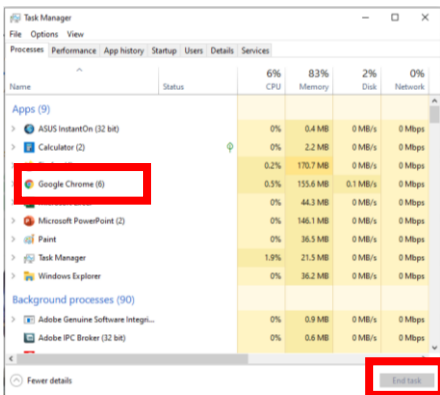 Task Manager
File Options View
Processes Performance App history Startup Users Details Services
6% 83% 2% 0%
Name Status CPU Memory Disk Network
Apps (9)
ASUS InstantOn (32 bit) 0% 0.4 MB 0 MB/s 0 Mbps
Calculator (2) 0% 2.2 MB 0 MB/s 0 Mbps
0.2% 170.7 MB 0 MB/s 0 Mbps
Google Chrome (6) 0.5% 155.6 MB 0.1 MB/s 0 Mbps
0% 44.3 MB 0 MB/s 0 Mbps
Microsoft PowerPoint (2) 0% 146.1 MB 0 MB/s 0 Mbps
Paint 0% 36.5 MB 0 MB/s 0 Mbps
Task Manager 1.9% 21.5 MB 0 MB/s 0 Mbps
Windows Explorer 0% 36.2 MB 0 MB/s 0 Mbps
Background processes (90)
Adobe Genuine Software Integri... 0% 0.9 MB 0 MB/s 0 Mbps
Adobe IPC Broker (32 bit) 0% 0.6 MB 0 MB/s 0 Mbps
Fewer details End task